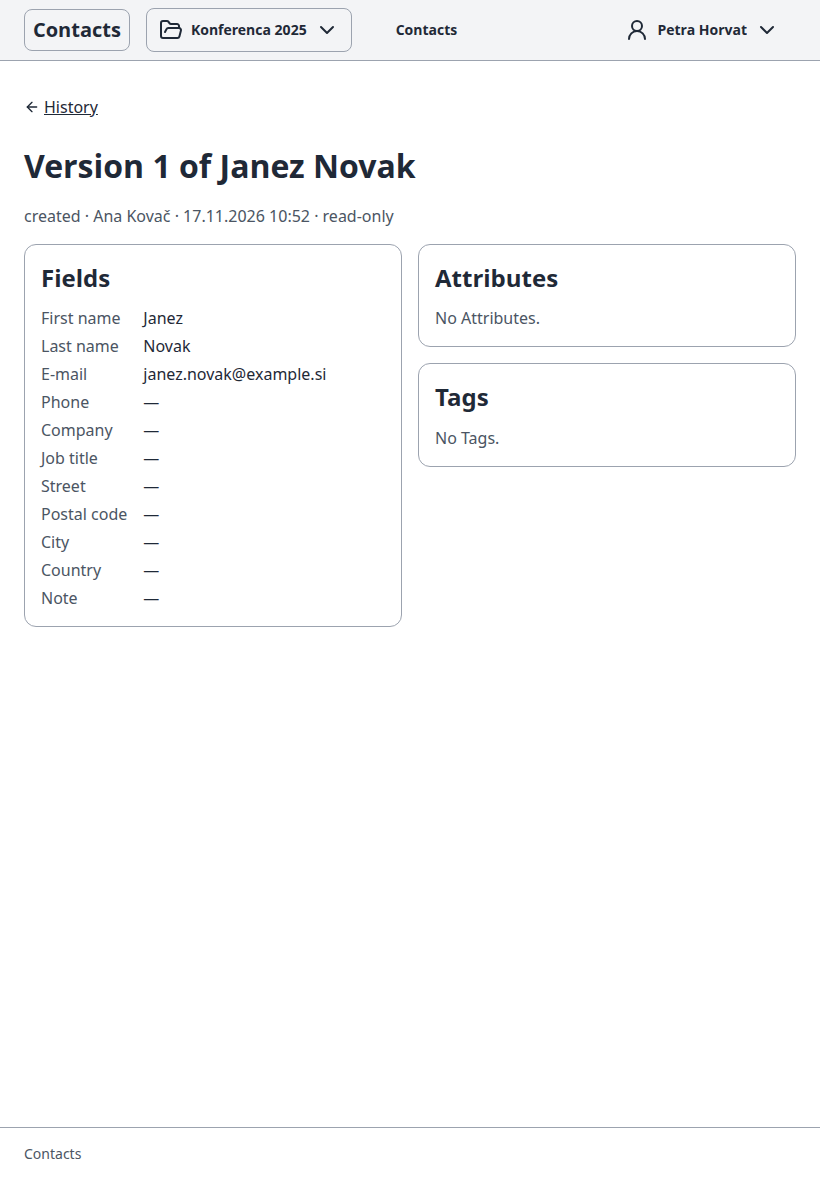 Contacts
Konferenca 2025
Contacts
Petra Horvat
← History
Version 1 of Janez Novak
created · Ana Kovač · 17.11.2026 10:52 · read-only
Fields
First name Janez
Last name Novak
E-mail janez.novak@example.si
Phone —
Company —
Job title —
Street —
Postal code —
City —
Country —
Note —
Attributes
No Attributes.
Tags
No Tags.
Contacts